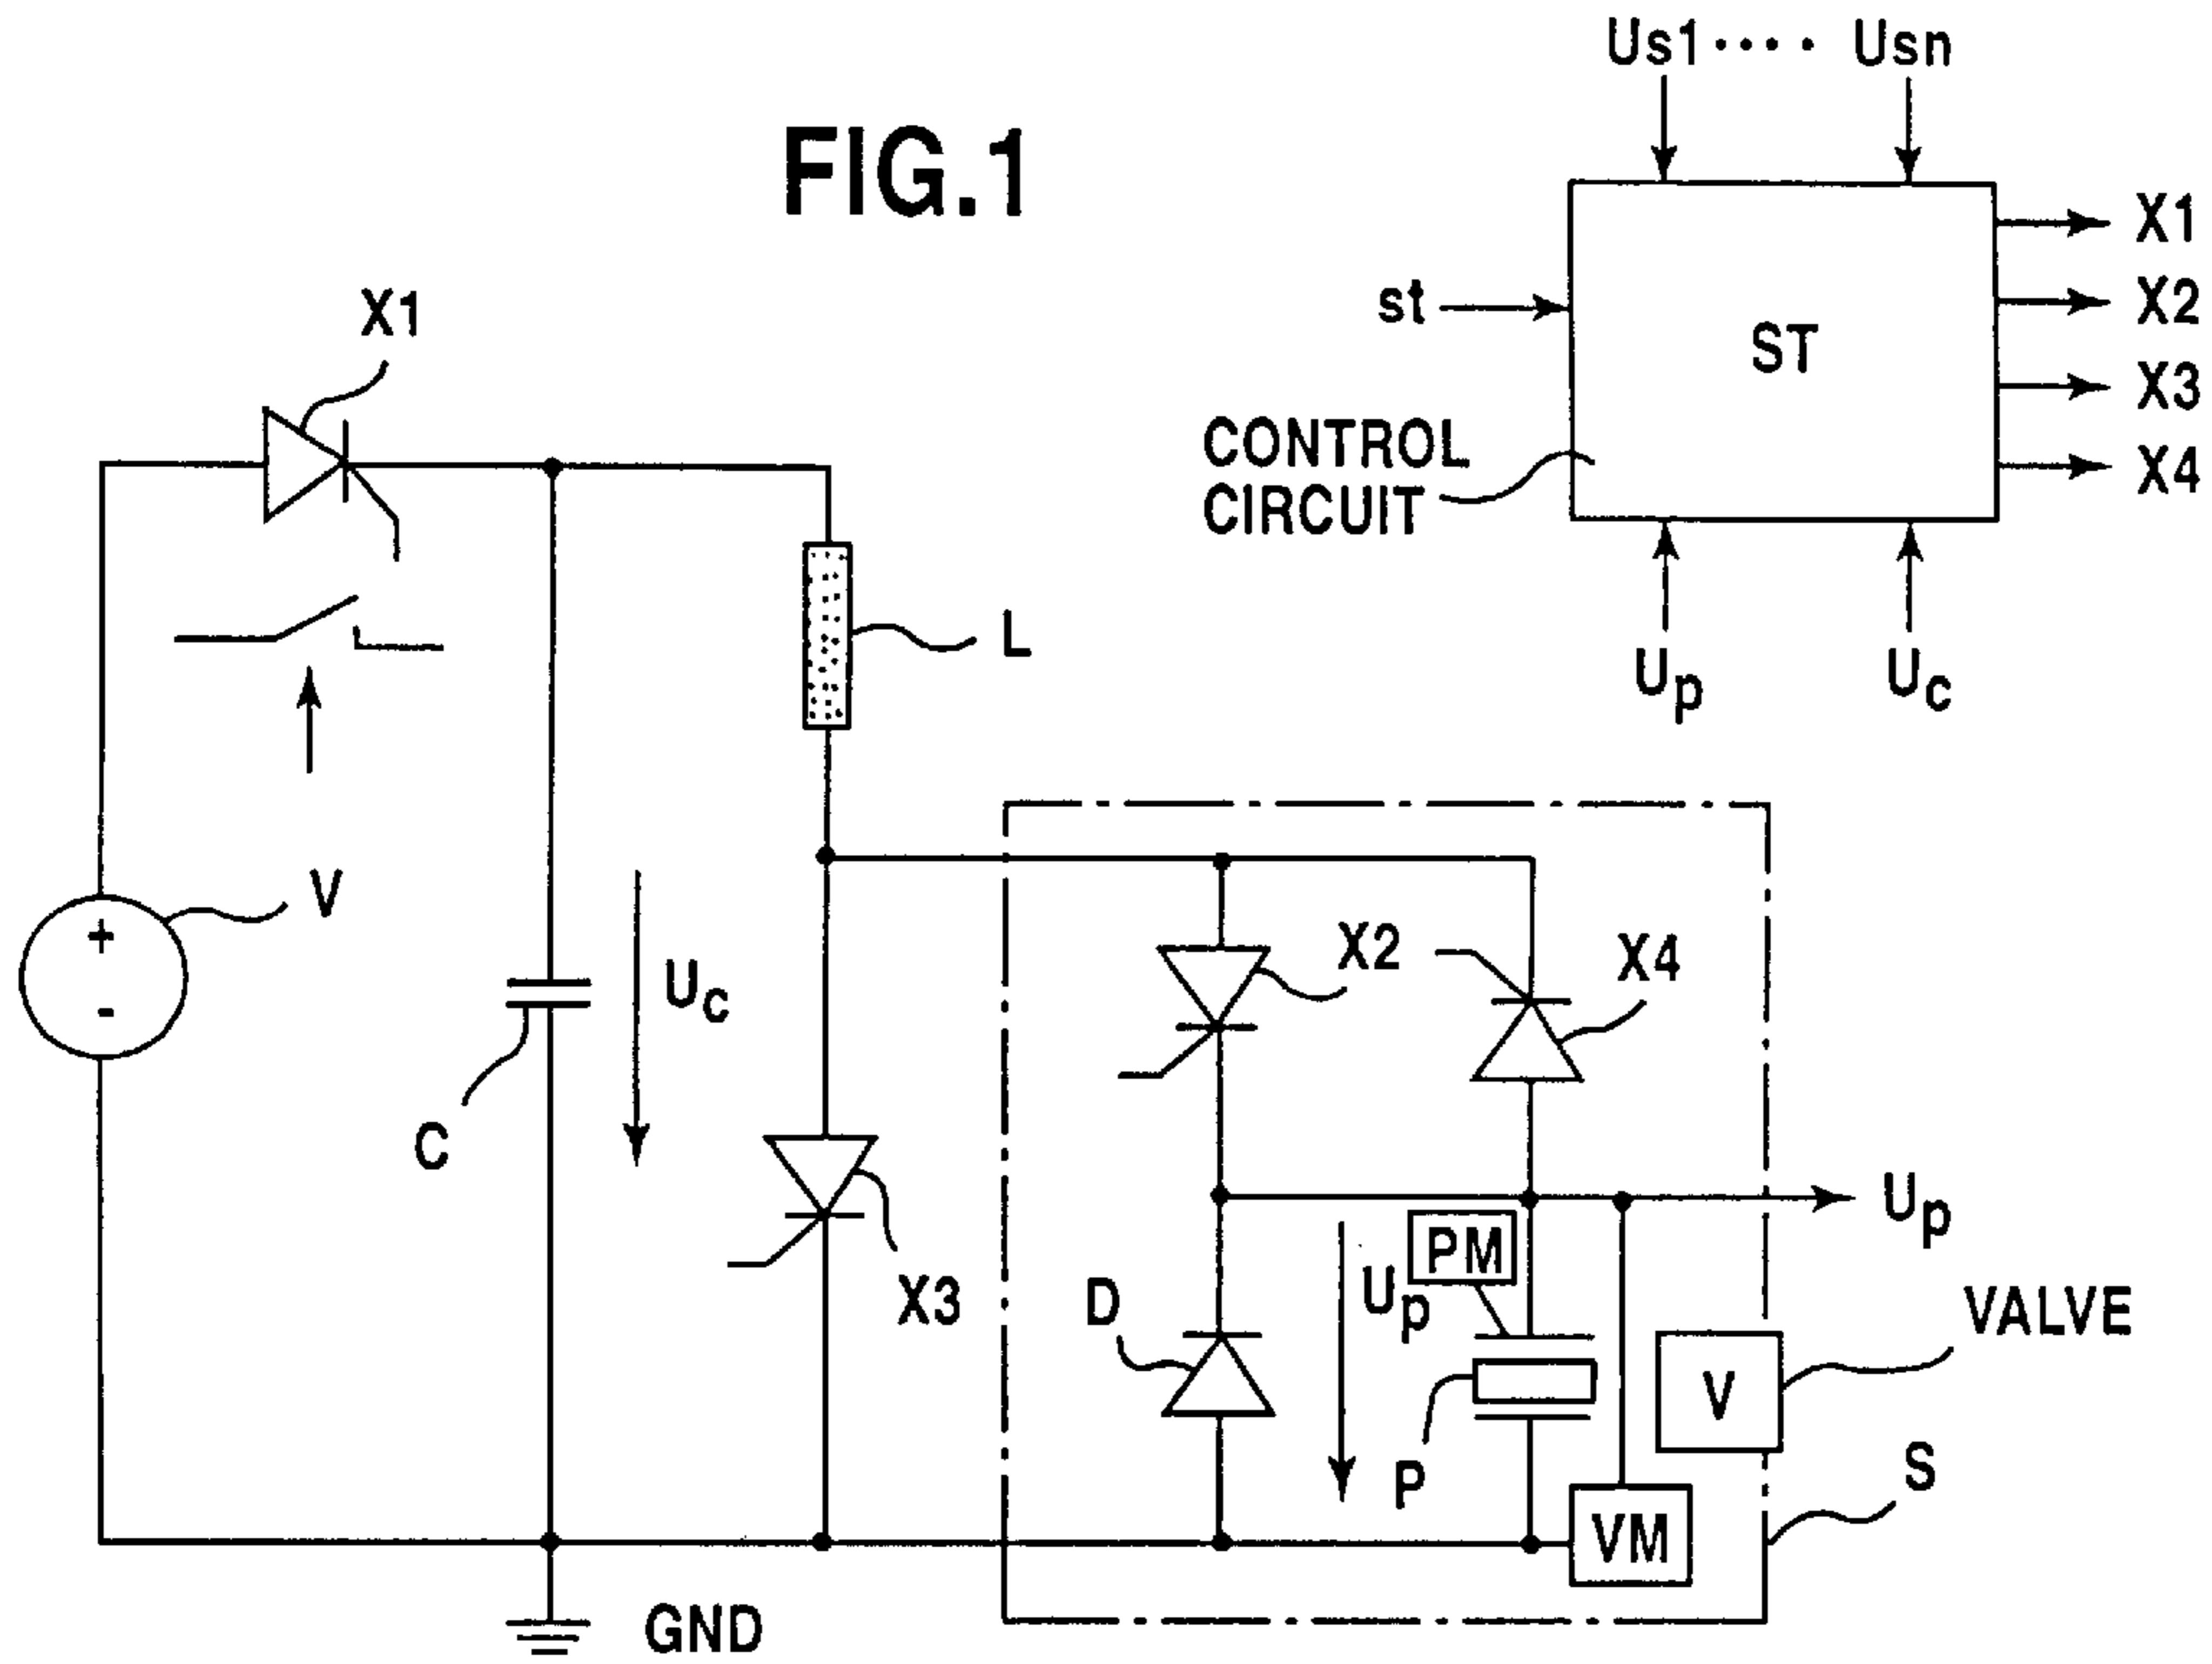 Us1 ···· Usn
FIG.1
X1
X1
X2
st
ST
X3
CONTROL
CIRCUIT
X4
L
Up
Uc
V
+
-
X2
X4
Uc
C
Up
PM
Up
X3
D
VALVE
V
P
S
VM
GND